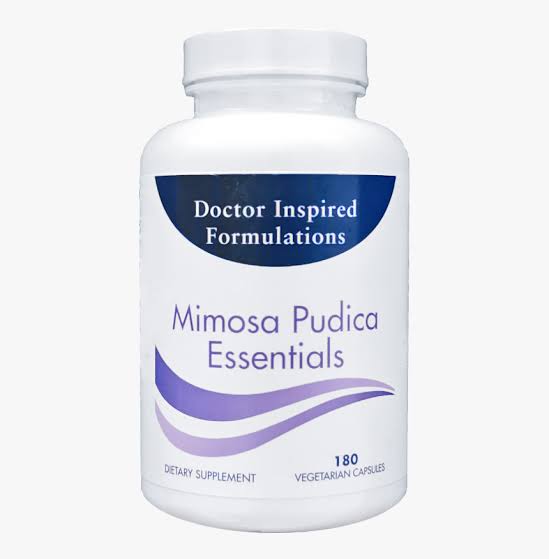 Doctor Inspired
Formulations
Mimosa Pudica
Essentials
DIETARY SUPPLEMENT
180
VEGETARIAN CAPSULES